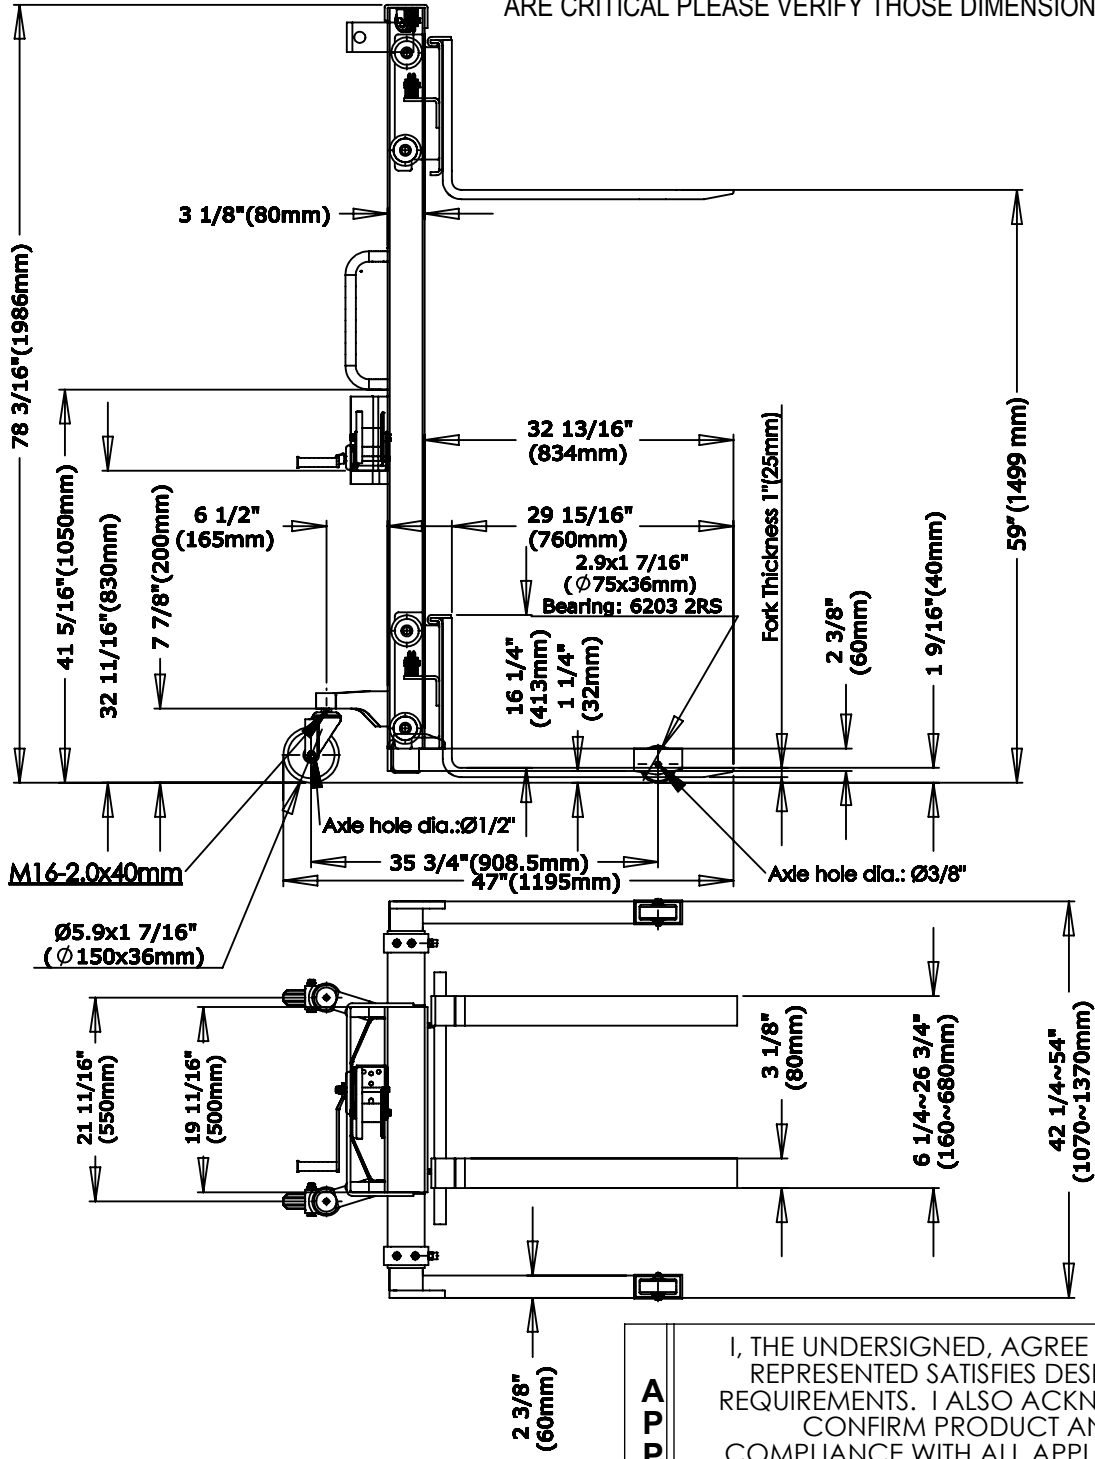 ARE CRITICAL PLEASE VERIFY THOSE DIMENSION
78 3/16"(1986mm)
3 1/8"(80mm)
41 5/16"(1050mm)
32 11/16"(830mm)
7 7/8"(200mm)
6 1/2"
(165mm)
32 13/16"
(834mm)
29 15/16"
(760mm)
2.9x1 7/16"
(Φ75x36mm)
Bearing: 6203 2RS
16 1/4"
(413mm)
1 1/4"
(32mm)
Fork Thickness 1"(25mm)
2 3/8"
(60mm)
1 9/16"(40mm)
59"(1499 mm)
Axle hole dia.:Ø1/2"
M16-2.0x40mm
35 3/4"(908.5mm)
47"(1195mm)
Axle hole dia.: Ø3/8"
Ø5.9x1 7/16"
(Φ150x36mm)
21 11/16"
(550mm)
19 11/16"
(500mm)
3 1/8"
(80mm)
6 1/4~26 3/4"
(160~680mm)
42 1/4~54"
(1070~1370mm)
2 3/8"
(60mm)
A
P
P
I, THE UNDERSIGNED, AGREE
REPRESENTED SATISFIES DESI
REQUIREMENTS. I ALSO ACKN
CONFIRM PRODUCT AN
COMPLIANCE WITH ALL APPL